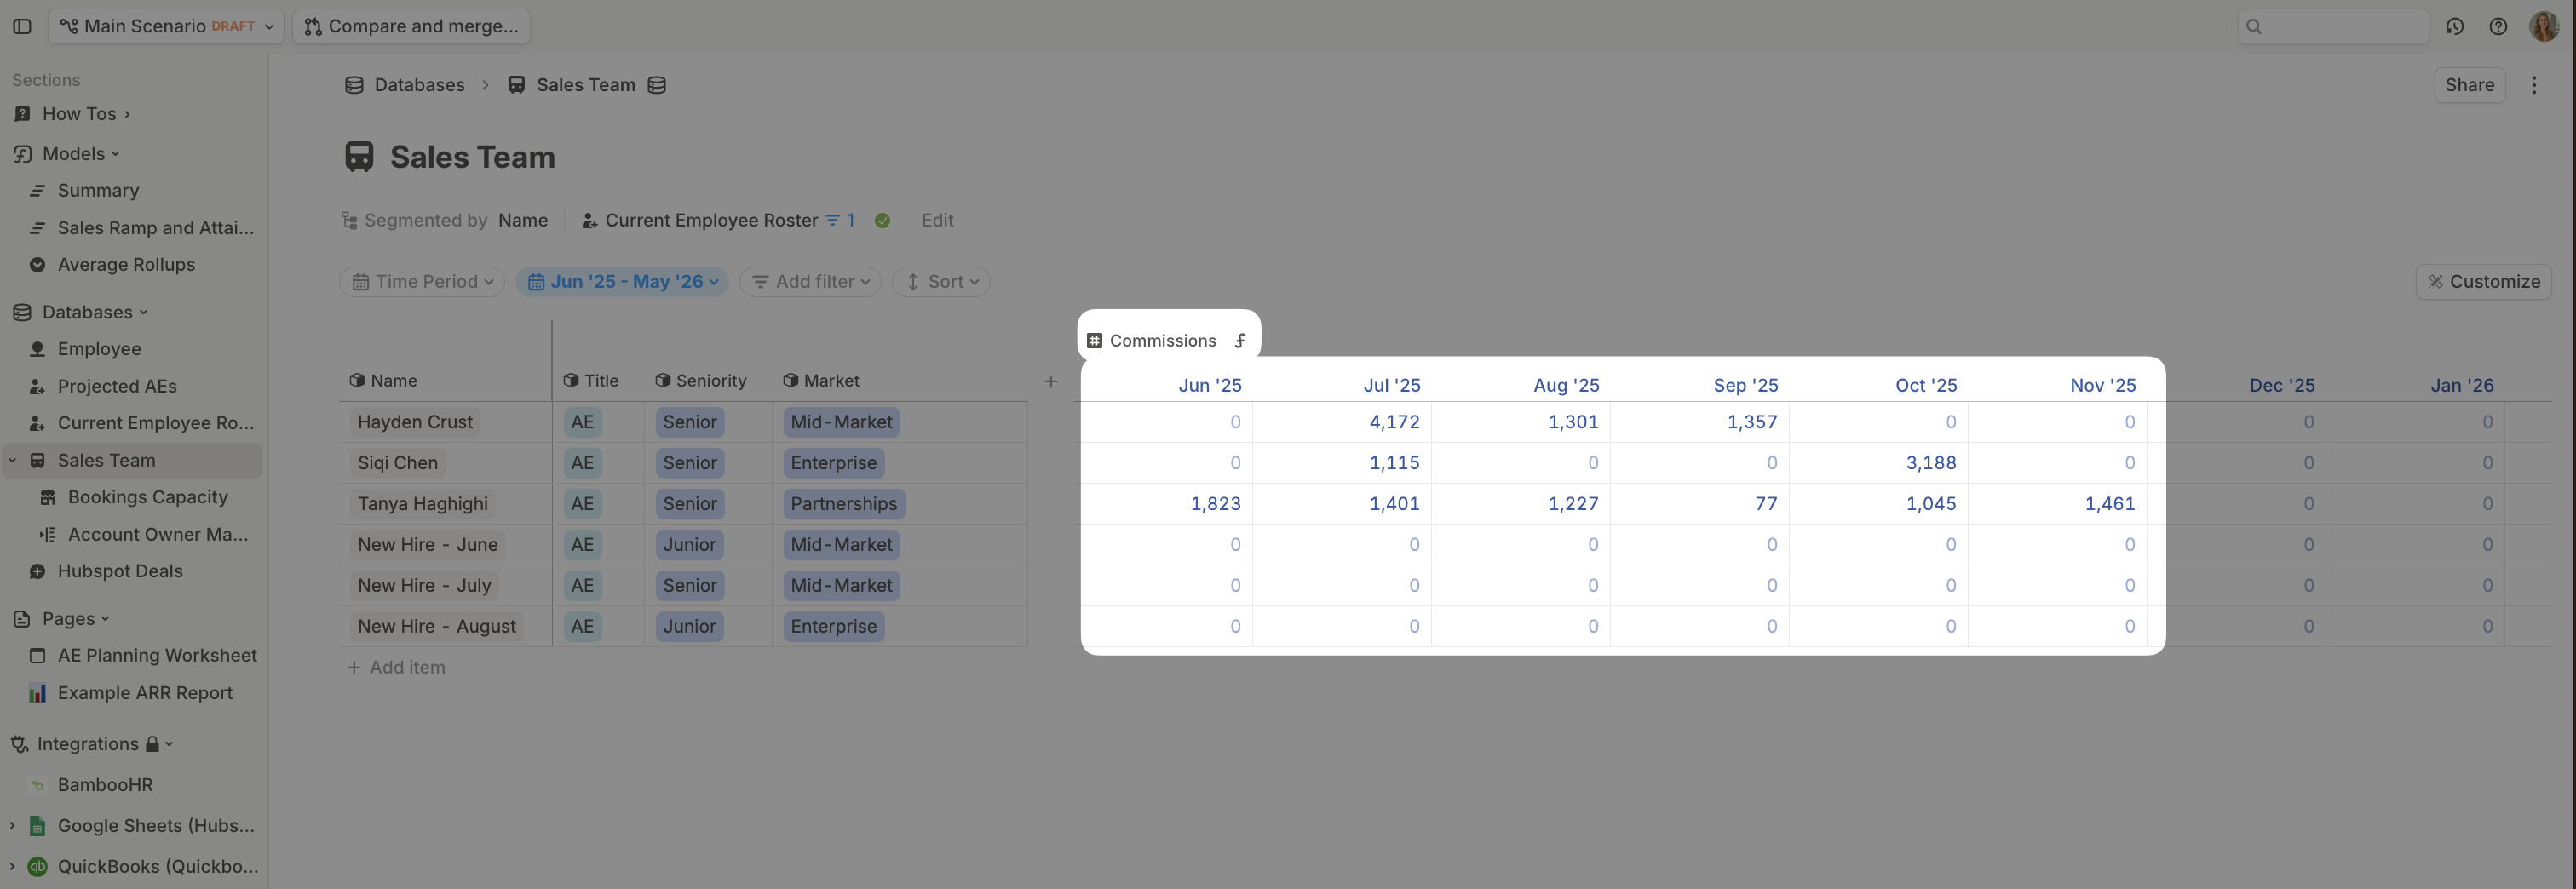 Main Scenario DRAFT
Compare and merge...
Sections
How Tos
Models
Summary
Sales Ramp and Attai...
Average Rollups
Databases
Employee
Projected AEs
Current Employee Ro...
Sales Team
Bookings Capacity
Account Owner Ma...
Hubspot Deals
Pages
AE Planning Worksheet
Example ARR Report
Integrations
BambooHR
Google Sheets (Hubs...
QuickBooks (Quickbo...
Databases > Sales Team
Share
Sales Team
Segmented by Name Current Employee Roster 1 Edit
Time Period Jun '25 - May '26 Add filter Sort Customize
Commissions
Name Title Seniority Market + Jun '25 Jul '25 Aug '25 Sep '25 Oct '25 Nov '25 Dec '25 Jan '26
Hayden Crust AE Senior Mid-Market 0 4,172 1,301 1,357 0 0 0 0
Siqi Chen AE Senior Enterprise 0 1,115 0 0 3,188 0 0 0
Tanya Haghighi AE Senior Partnerships 1,823 1,401 1,227 77 1,045 1,461 0 0
New Hire - June AE Junior Mid-Market 0 0 0 0 0 0 0 0
New Hire - July AE Senior Mid-Market 0 0 0 0 0 0 0 0
New Hire - August AE Junior Enterprise 0 0 0 0 0 0 0 0
+ Add item